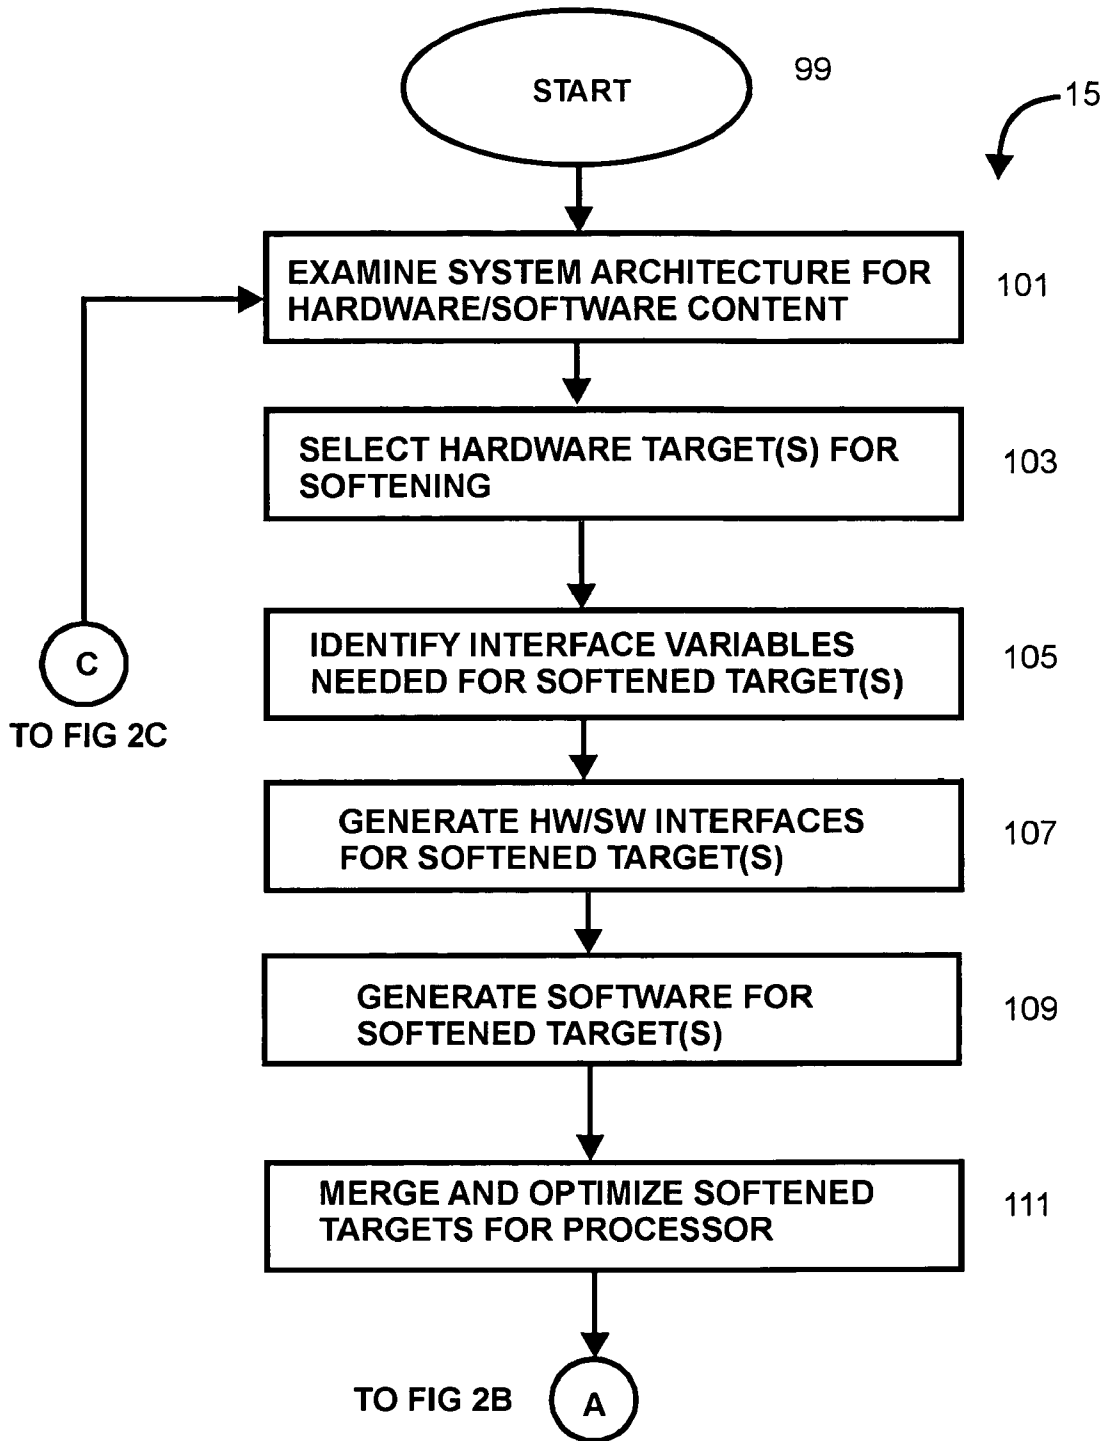 START
99
15
EXAMINE SYSTEM ARCHITECTURE FOR
HARDWARE/SOFTWARE CONTENT
101
SELECT HARDWARE TARGET(S) FOR
SOFTENING
103
IDENTIFY INTERFACE VARIABLES
NEEDED FOR SOFTENED TARGET(S)
105
C
TO FIG 2C
GENERATE HW/SW INTERFACES
FOR SOFTENED TARGET(S)
107
GENERATE SOFTWARE FOR
SOFTENED TARGET(S)
109
MERGE AND OPTIMIZE SOFTENED
TARGETS FOR PROCESSOR
111
TO FIG 2B
A